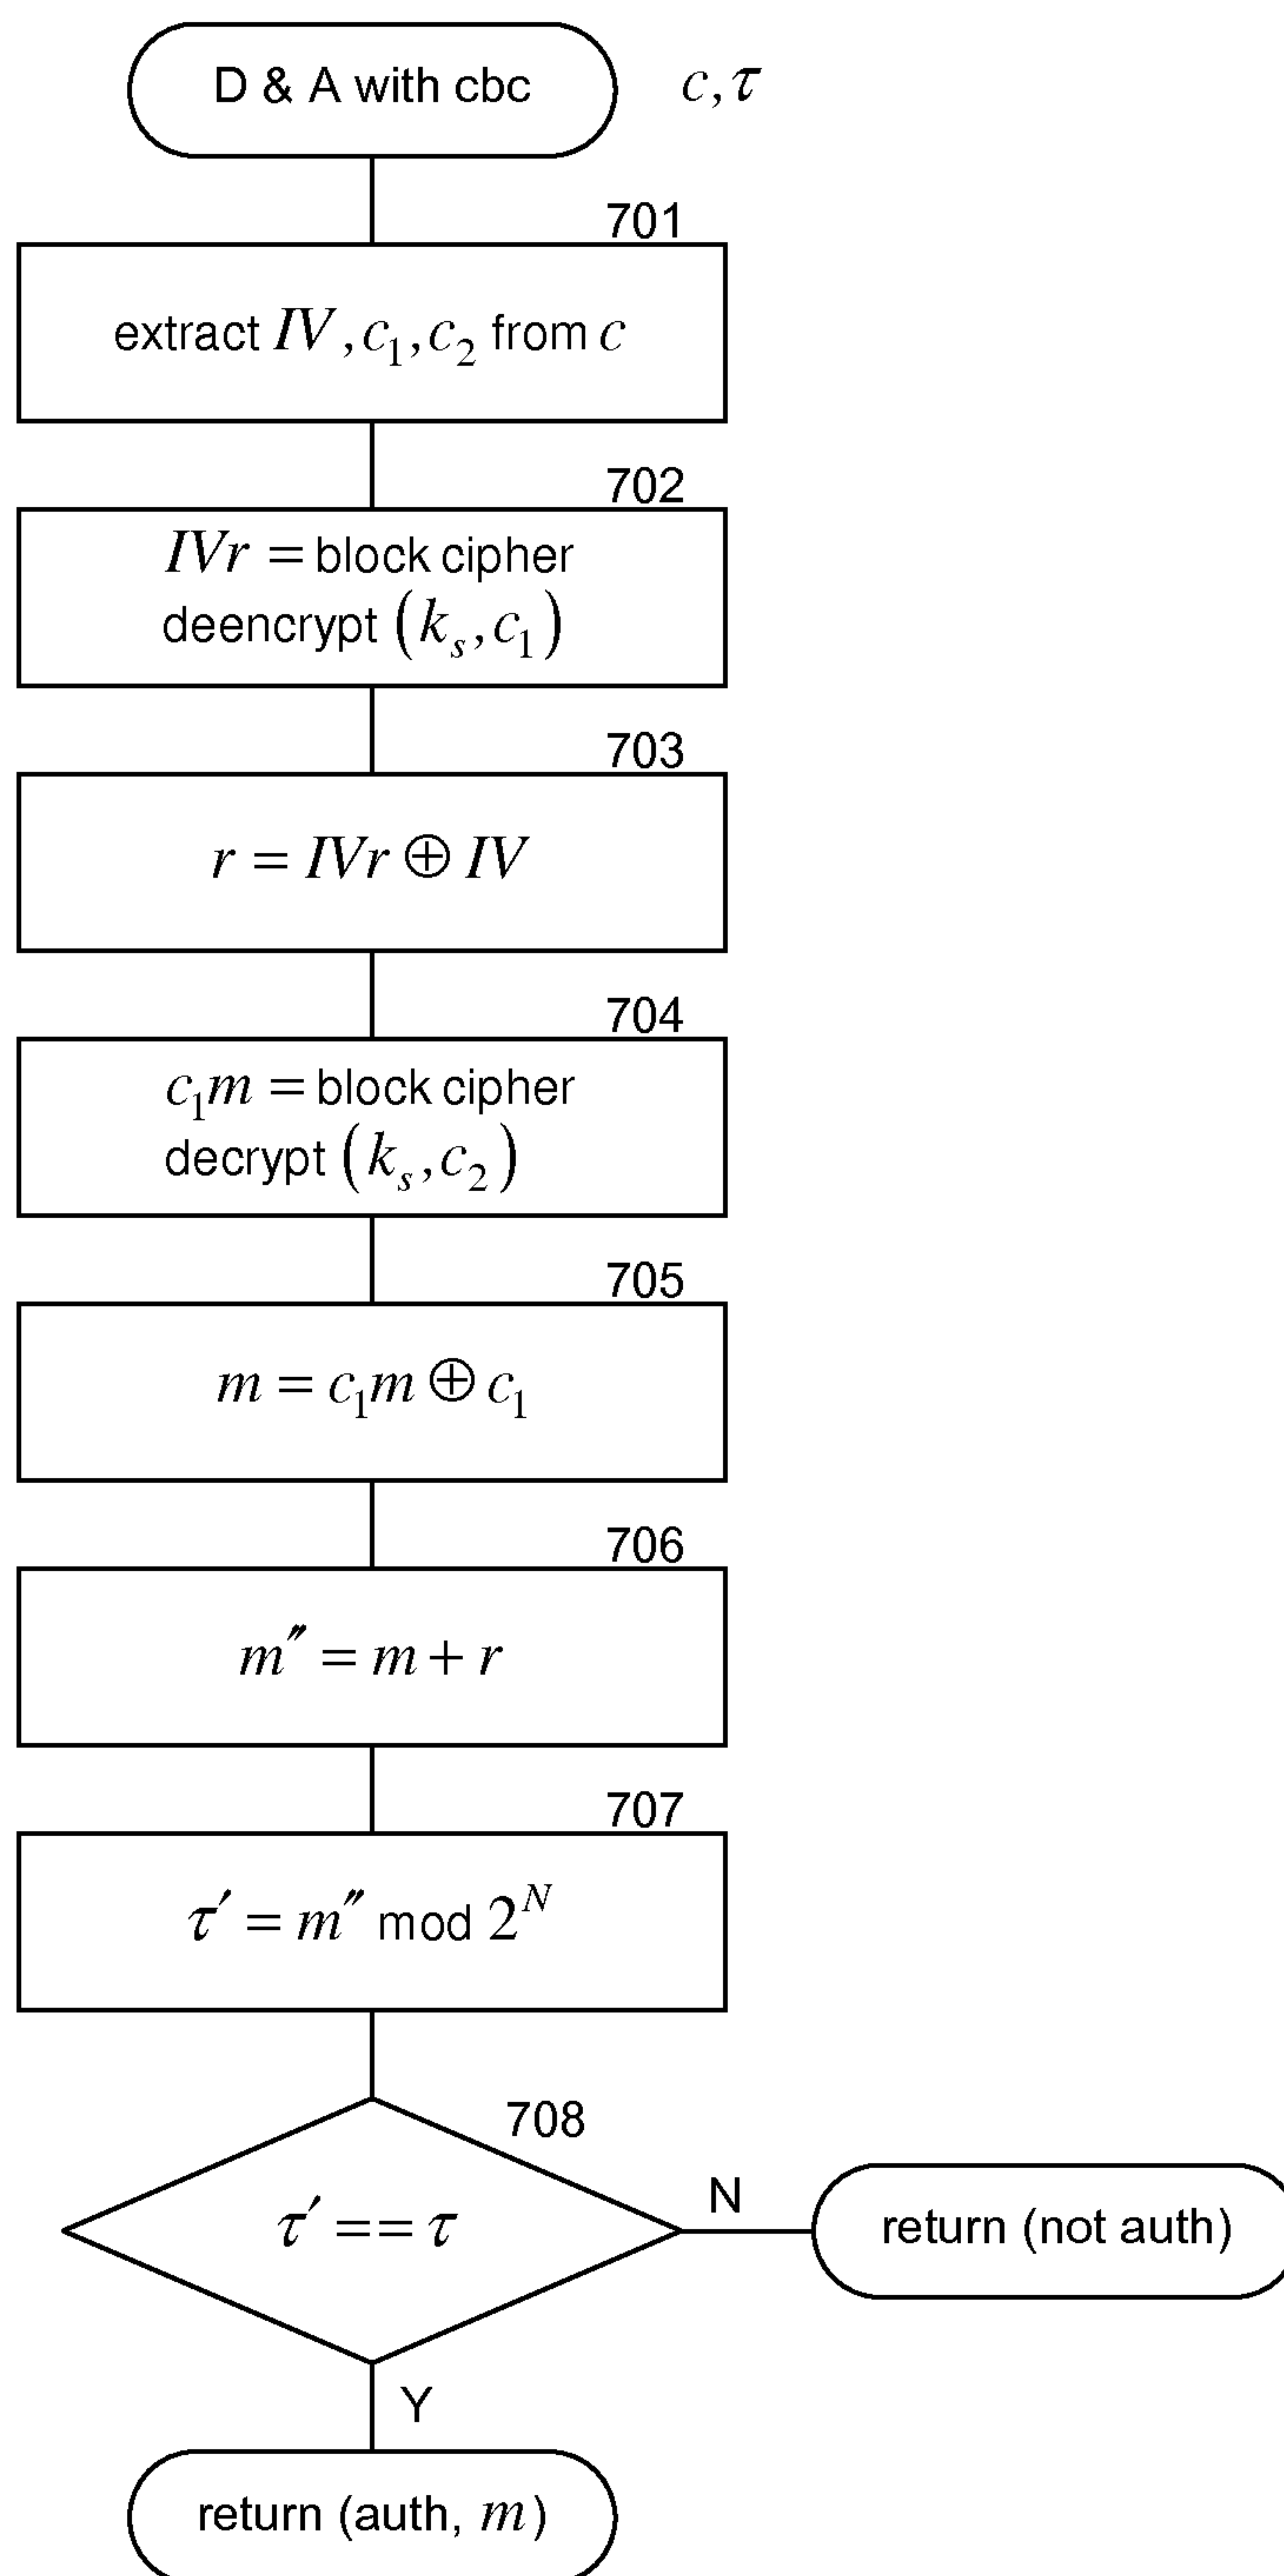 D & A with cbc
c, τ
701
extract IV, c₁, c₂ from c
702
IVr = block cipher
deencrypt (kₛ, c₁)
703
r = IVr ⊕ IV
704
c₁m = block cipher
decrypt (kₛ, c₂)
705
m = c₁m ⊕ c₁
706
m″ = m + r
707
τ′ = m″ mod 2ᴺ
708
τ′ == τ
N
return (not auth)
Y
return (auth, m)